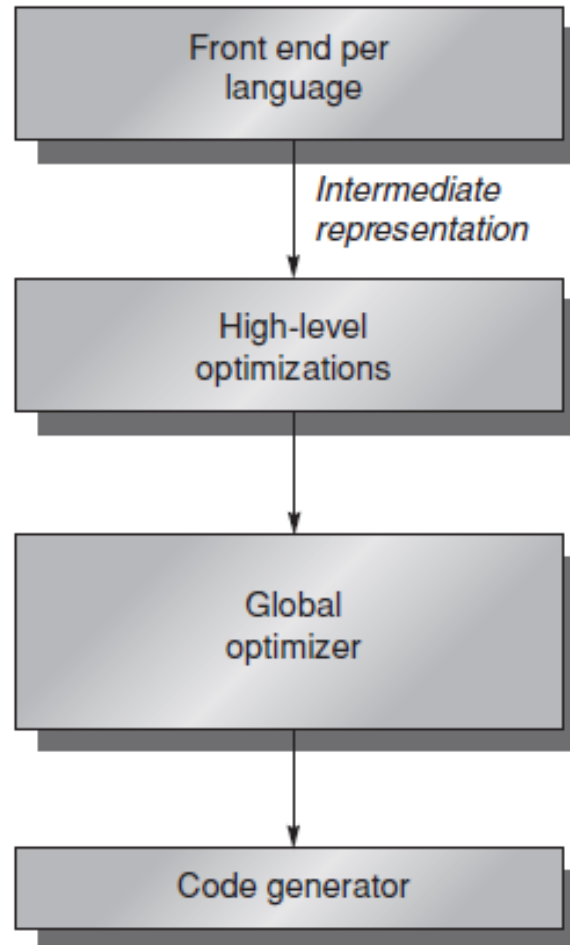 Front end per
language
Intermediate
representation
High-level
optimizations
Global
optimizer
Code generator